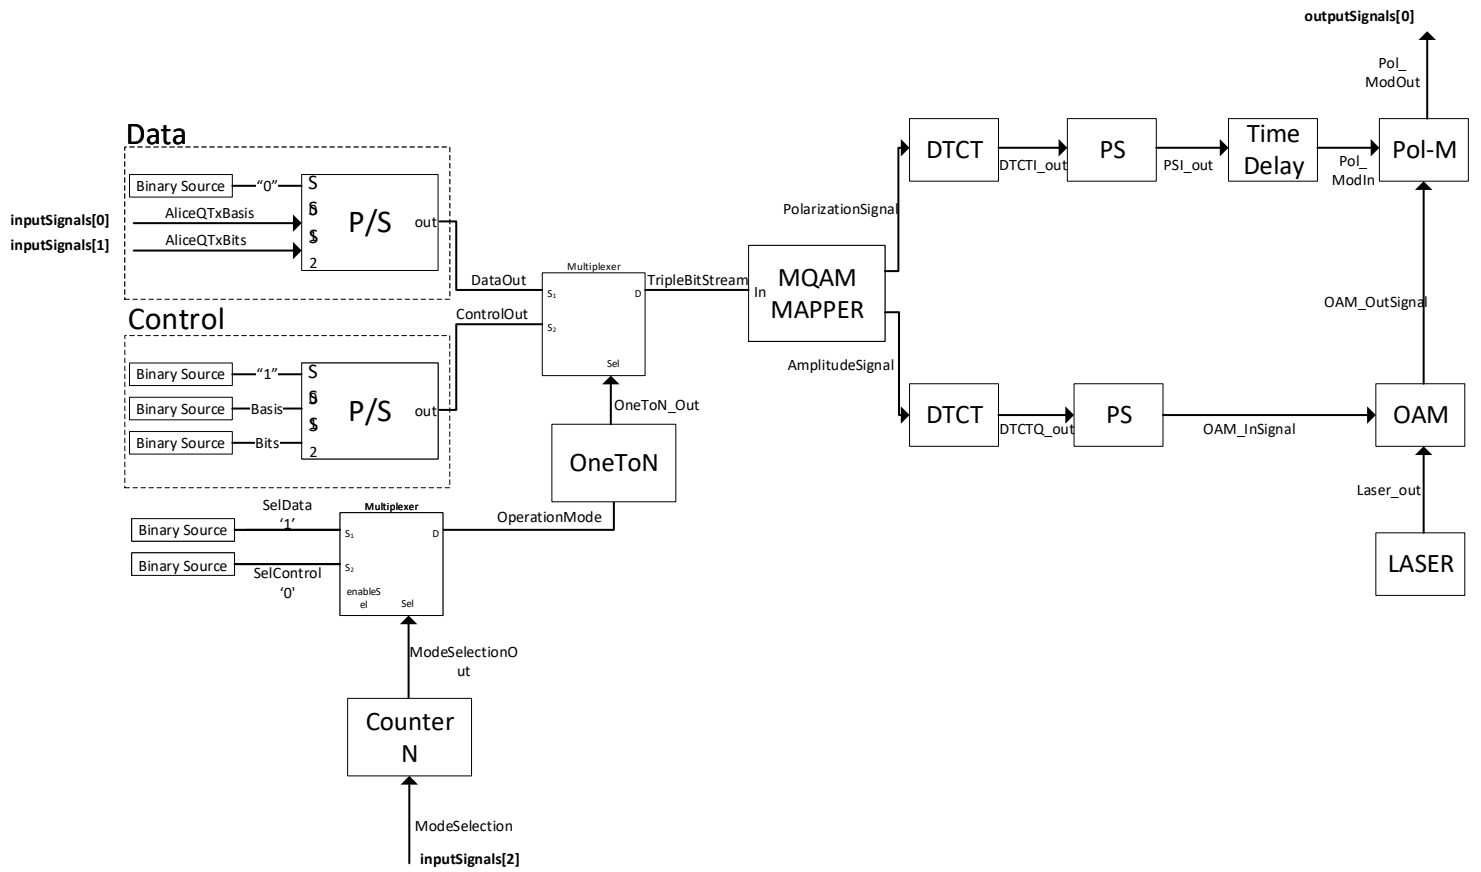 outputSignals[0]
Pol_
ModOut
Data
Binary Source
"0"
S
0
S
1
S
2
P/S
out
inputSignals[0]
AliceQTxBasis
inputSignals[1]
AliceQTxBits
DTCT
DTCTI_out
PS
PSI_out
Time
Delay
Pol_
ModIn
Pol-M
PolarizationSignal
Multiplexer
DataOut
S1
D
TripleBitStream
In
MQAM
MAPPER
ControlOut
S2
Sel
OAM_OutSignal
Control
Binary Source
"1"
S
0
S
1
S
2
P/S
out
Binary Source
Basis
Binary Source
Bits
AmplitudeSignal
OneToN_Out
DTCT
DTCTQ_out
PS
OAM_InSignal
OAM
OneToN
Laser_out
LASER
SelData
‘1’
Binary Source
Multiplexer
S1
D
OperationMode
Binary Source
S2
SelControl
‘0'
enableS
el
Sel
ModeSelectionO
ut
Counter
N
ModeSelection
inputSignals[2]